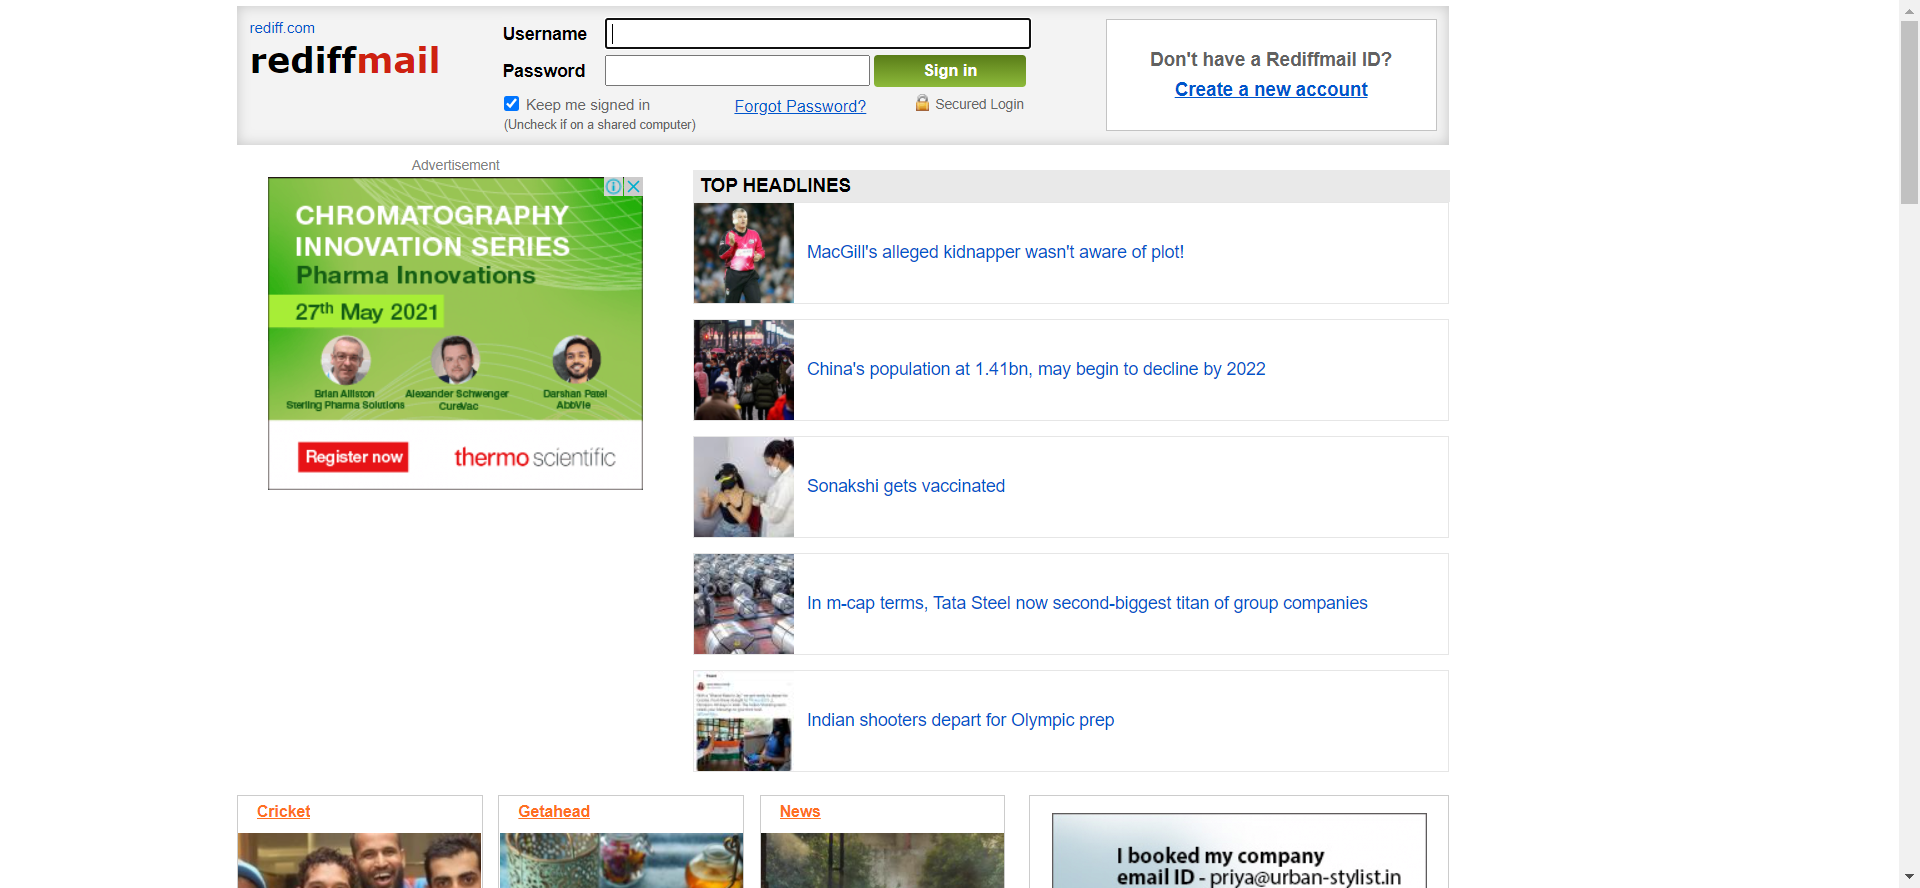 rediff.com
rediffmail
Username
Password
Sign in
Keep me signed in
(Uncheck if on a shared computer)
Forgot Password?
Secured Login
Don't have a Rediffmail ID?
Create a new account
Advertisement
CHROMATOGRAPHY
INNOVATION SERIES
Pharma Innovations
27th May 2021
Brian Alliston
Sterling Pharma Solutions
Alexander Schwenger
CureVac
Darshan Patel
AbbVie
Register now
thermo scientific
TOP HEADLINES
MacGill's alleged kidnapper wasn't aware of plot!
China's population at 1.41bn, may begin to decline by 2022
Sonakshi gets vaccinated
In m-cap terms, Tata Steel now second-biggest titan of group companies
Indian shooters depart for Olympic prep
Cricket
Getahead
News
I booked my company
email ID - priya@urban-stylist.in